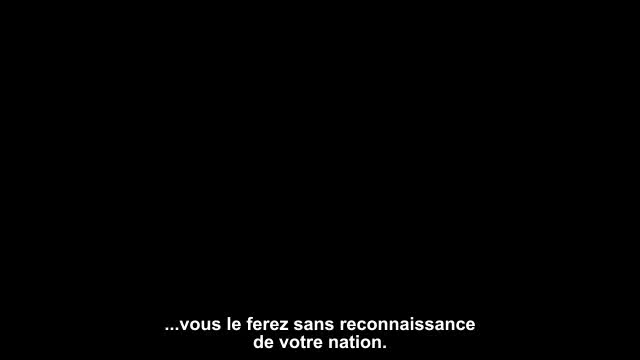 ...vous le ferez sans reconnaissance
de votre nation.